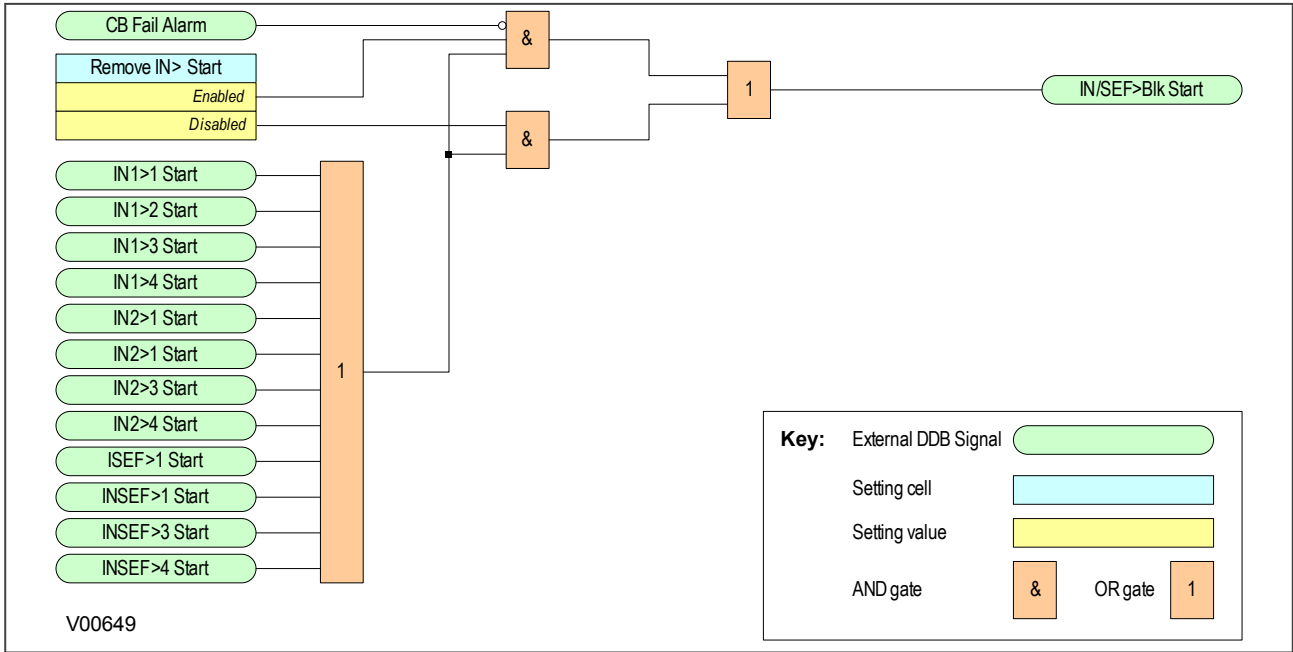 CB Fail Alarm
Remove IN> Start
Enabled
Disabled
&
&
1
IN/SEF>Blk Start
IN1>1 Start
IN1>2 Start
IN1>3 Start
IN1>4 Start
IN2>1 Start
IN2>1 Start
IN2>3 Start
IN2>4 Start
ISEF>1 Start
INSEF>1 Start
INSEF>3 Start
INSEF>4 Start
1
Key: External DDB Signal
Setting cell
Setting value
AND gate & OR gate 1
V00649